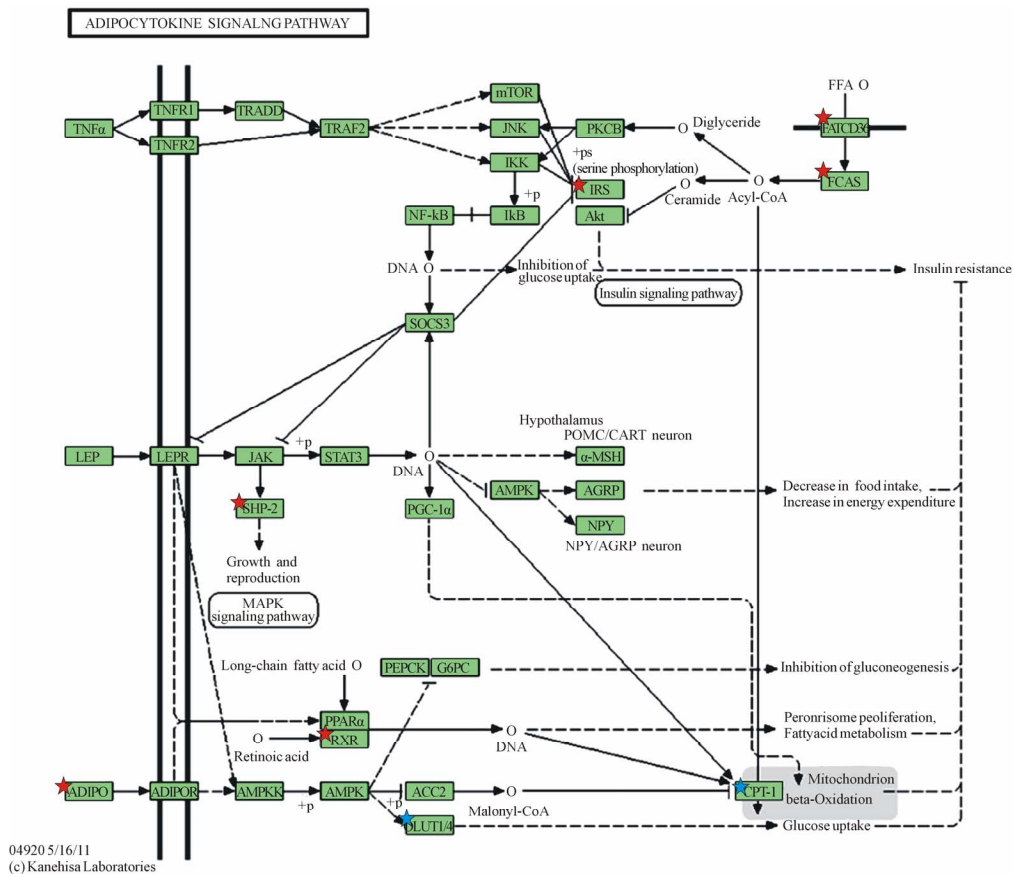 ADIPOCYTOKINE SIGNALNG PATHWAY
mTOR
FFA O
TNFR1
TRADD
TNFα
TRAF2
JNK
PKCB
O Diglyceride
FATCD36
TNFR2
+ps
(serine phosphorylation)
IKK
IRS
O
Ceramide
O
Acyl-CoA
FCAS
+p
NF-kB
IkB
Akt
DNA O
Inhibition of
glucose uptake
Insulin resistance
Insulin signaling pathway
SOCS3
Hypothalamus
POMC/CART neuron
LEP
LEPR
JAK
+p
STAT3
DNA
O
α-MSH
AMPK
AGRP
Decrease in food intake,
Increase in energy expenditure
SHP-2
PGC-1α
NPY
NPY/AGRP neuron
Growth and
reproduction
MAPK
signaling pathway
Long-chain fatty acid O
PEPCK
G6PC
Inhibition of gluconeogenesis
PPARα
RXR
O
Retinoic acid
O
DNA
Peronrisome peoliferation,
Fattyacid metabolism
ADIPO
ADIPOR
AMPKK
+p
AMPK
+p
ACC2
O
Malonyl-CoA
CPT-1
Mitochondrion
beta-Oxidation
OLUT1/4
Glucose uptake
04920 5/16/11
(c) Kanehisa Laboratories